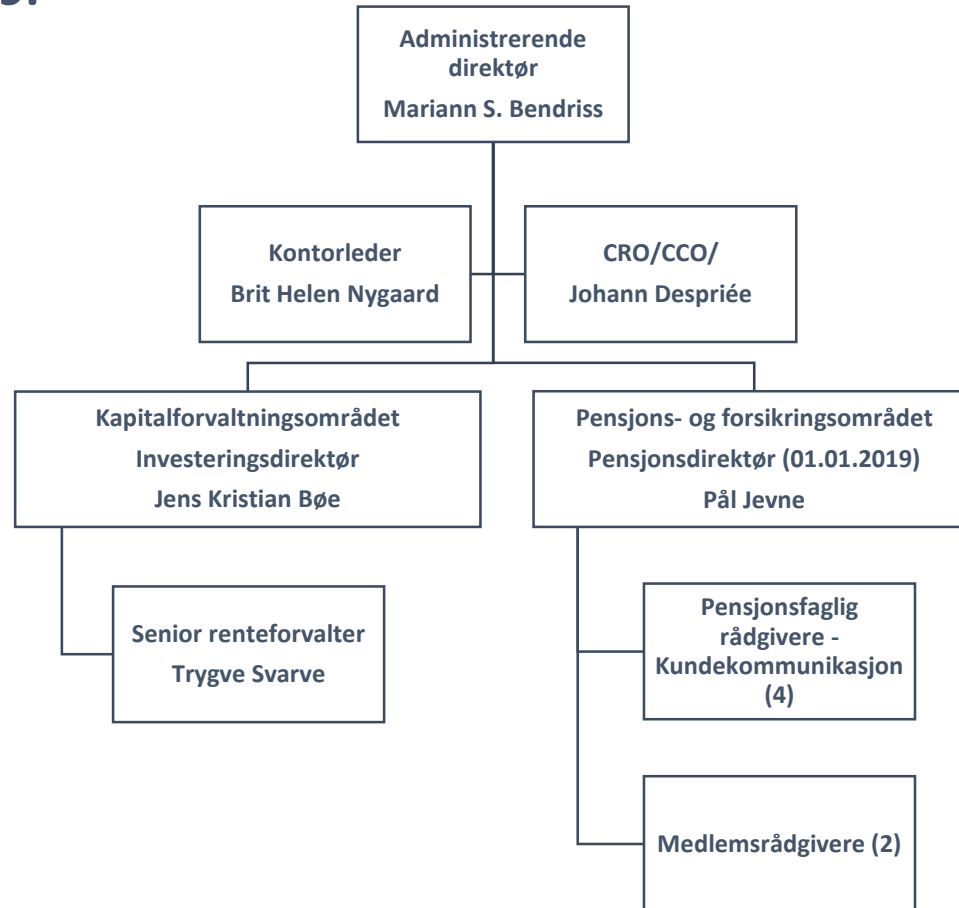 Administrerende
direktør
Mariann S. Bendriss
Kontorleder
Brit Helen Nygaard
CRO/CCO/
Johann Despriée
Kapitalforvaltningsområdet
Investeringsdirektør
Jens Kristian Bøe
Pensjons- og forsikringsområdet
Pensjonsdirektør (01.01.2019)
Pål Jevne
Senior renteforvalter
Trygve Svarve
Pensjonsfaglig
rådgivere -
Kundekommunikasjon
(4)
Medlemsrådgivere (2)